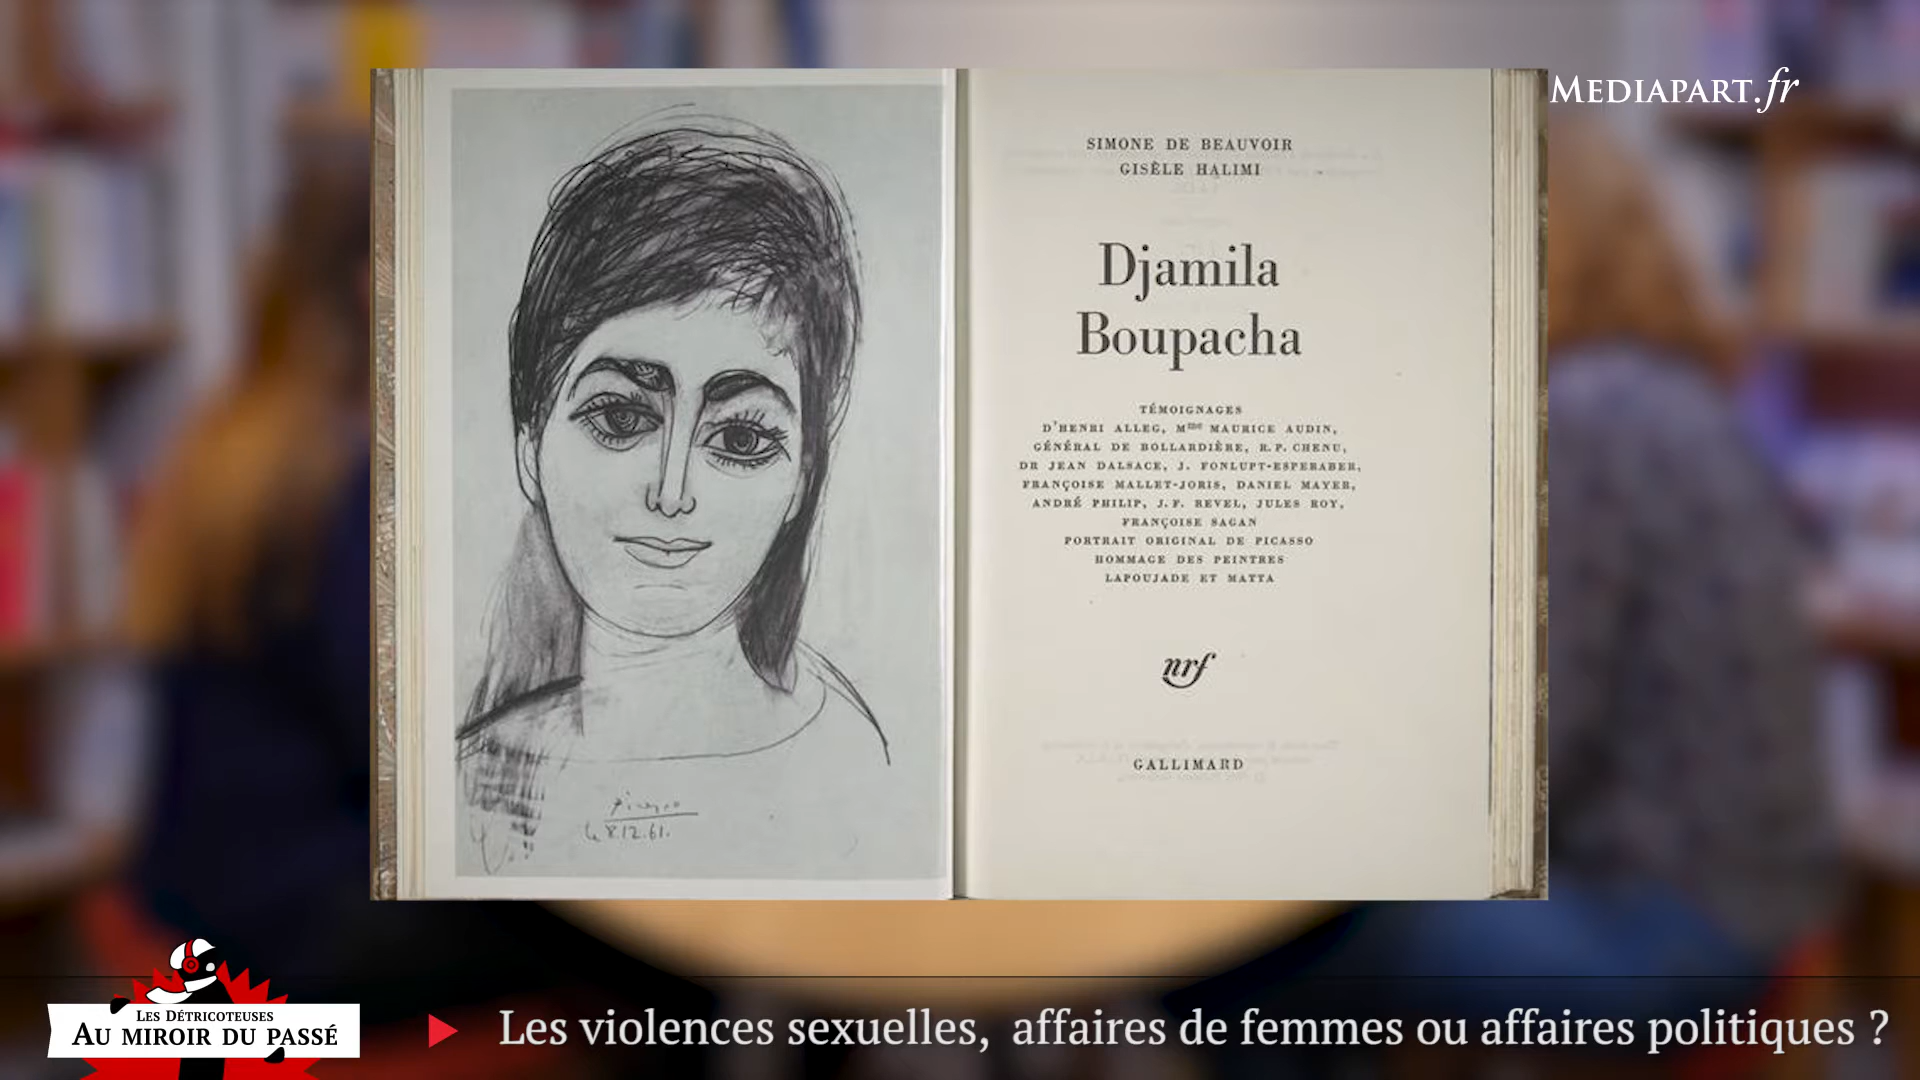 MEDIAPART.fr
SIMONE DE BEAUVOIR
GISÈLE HALIMI
Djamila
Boupacha
TÉMOIGNAGES
D'HENRI ALLEG, Mme MAURICE AUDIN,
GÉNÉRAL DE BOLLARDIÈRE, R. P. CHENU,
DR JEAN DALSACE, J. FONLUPT-ESPERABER,
FRANÇOISE MALLET-JORIS, DANIEL MAYER,
ANDRÉ PHILIP, J. F. REVEL, JULES ROY,
FRANÇOISE SAGAN
PORTRAIT ORIGINAL DE PICASSO
HOMMAGE DES PEINTRES
LAPOUJADE ET MATTA
nrf
GALLIMARD
Picasso
le 8.12.61.
LES DÉTRICOTEUSES
AU MIROIR DU PASSÉ
Les violences sexuelles, affaires de femmes ou affaires politiques ?